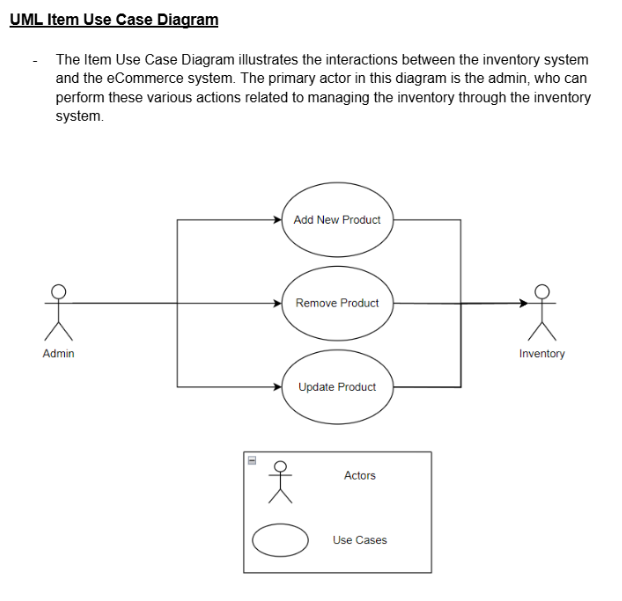 UML Item Use Case Diagram
- The Item Use Case Diagram illustrates the interactions between the inventory system
and the eCommerce system. The primary actor in this diagram is the admin, who can
perform these various actions related to managing the inventory through the inventory
system.
Add New Product
Remove Product
Admin
Inventory
Update Product
Actors
Use Cases